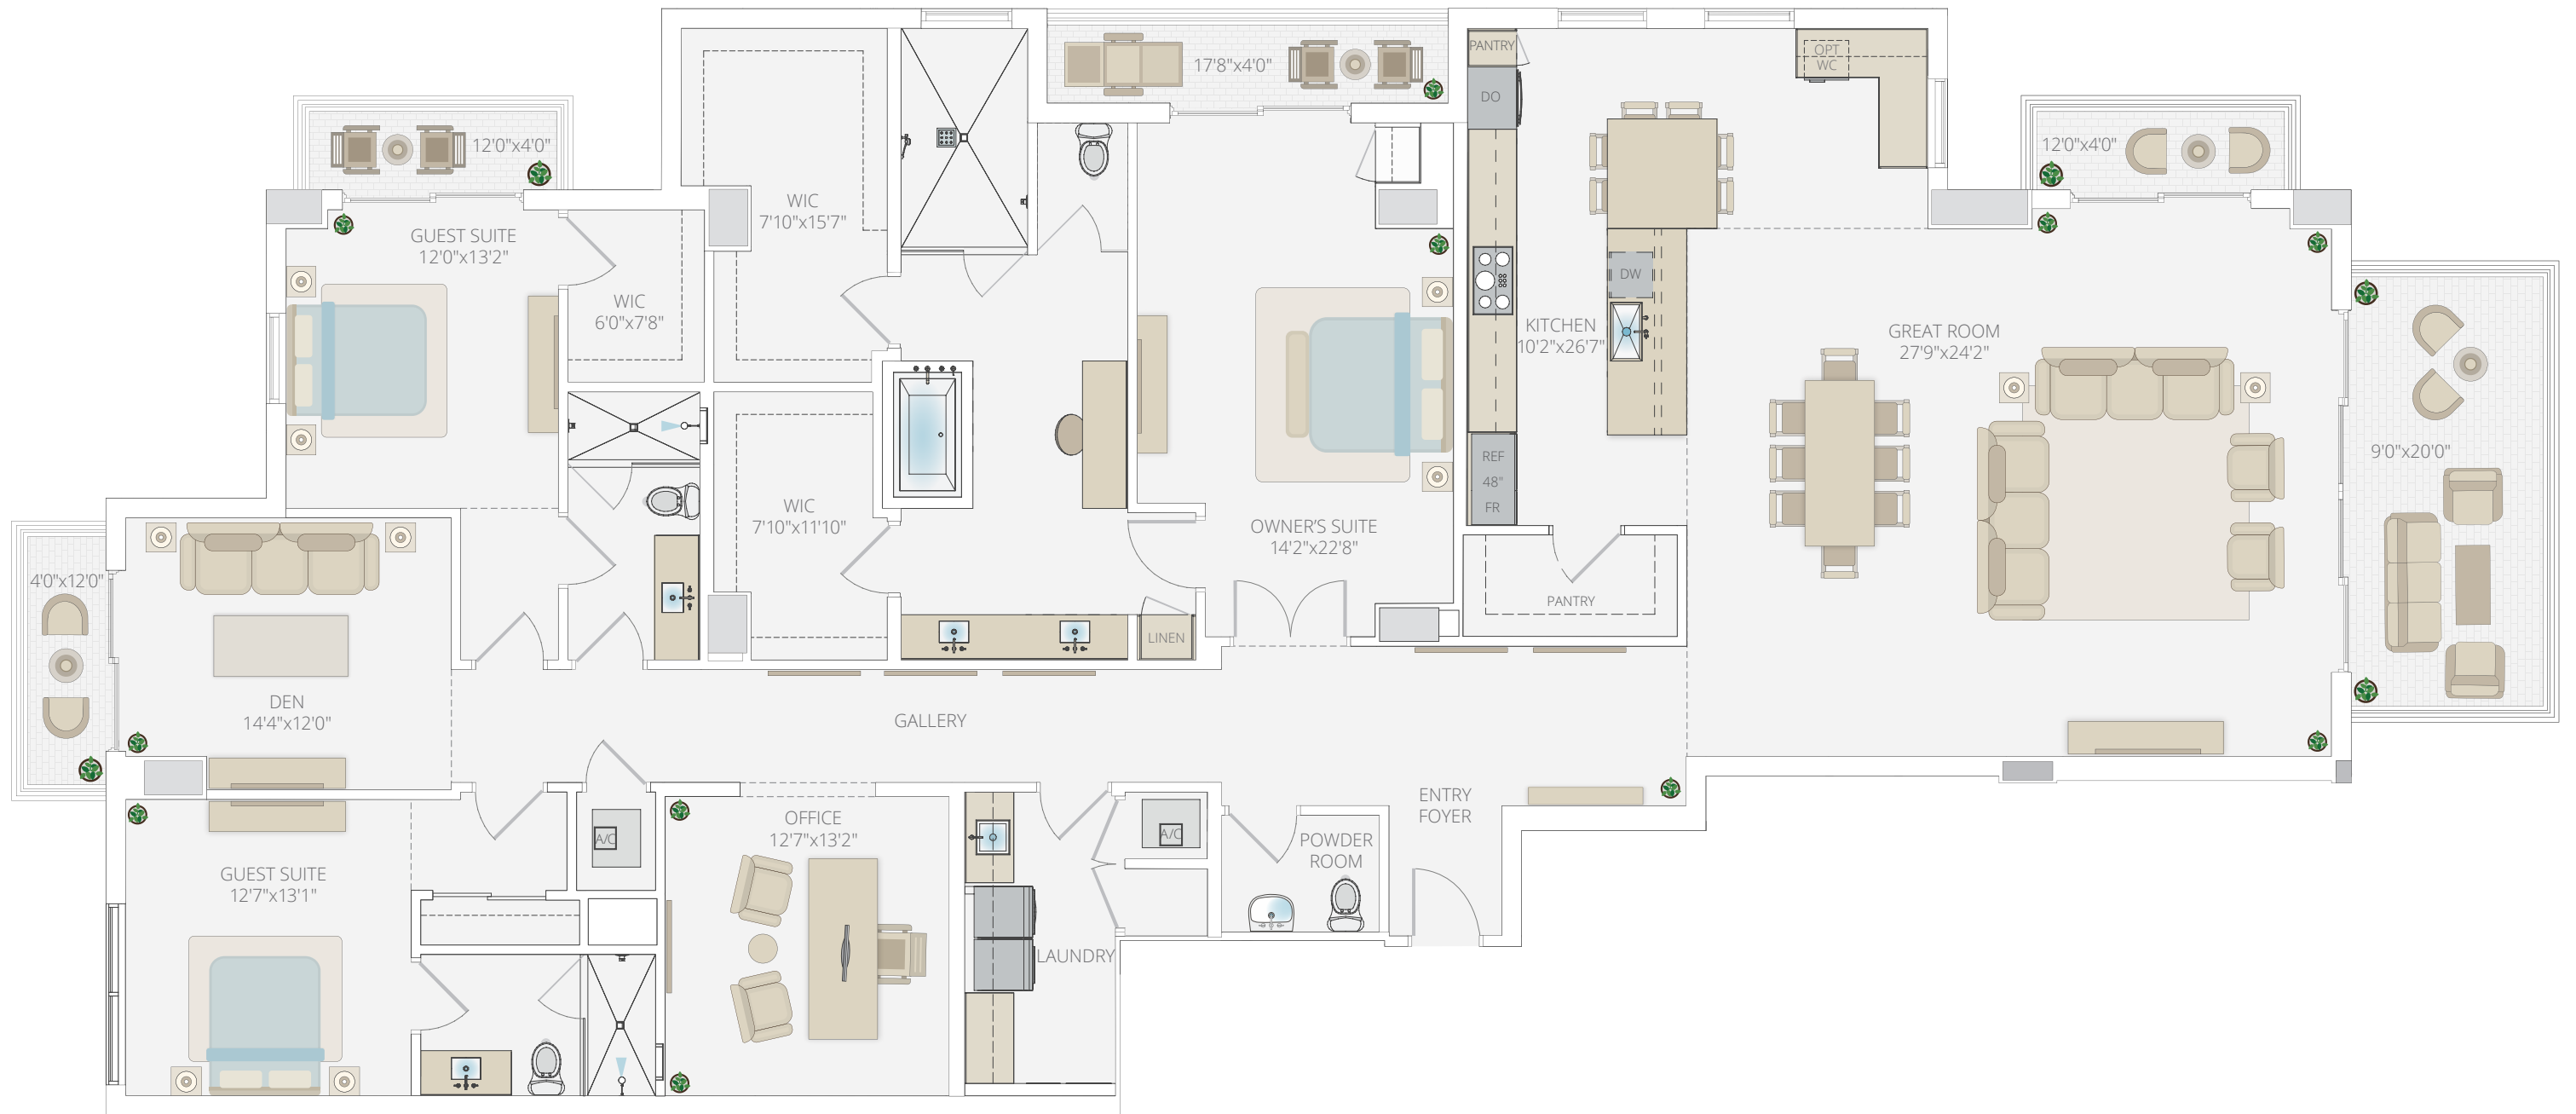 PANTRY
17'8"x4'0"
OPT
WC
DO
12'0"x4'0"
12'0"x4'0"
WIC
7'10"x15'7"
GUEST SUITE
12'0"x13'2"
DW
WIC
6'0"x7'8"
KITCHEN
10'2"x26'7"
GREAT ROOM
27'9"x24'2"
9'0"x20'0"
REF
48"
FR
WIC
7'10"x11'10"
OWNER'S SUITE
14'2"x22'8"
4'0"x12'0"
PANTRY
LINEN
DEN
14'4"x12'0"
GALLERY
ENTRY
FOYER
OFFICE
12'7"x13'2"
A/C
A/C
POWDER
ROOM
GUEST SUITE
12'7"x13'1"
LAUNDRY